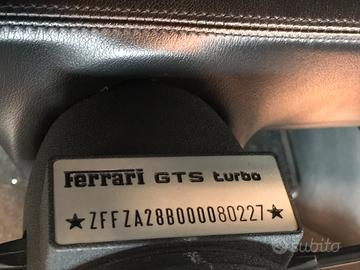 Ferrari GTS turbo
★ZFFZA28B000080227★
subito